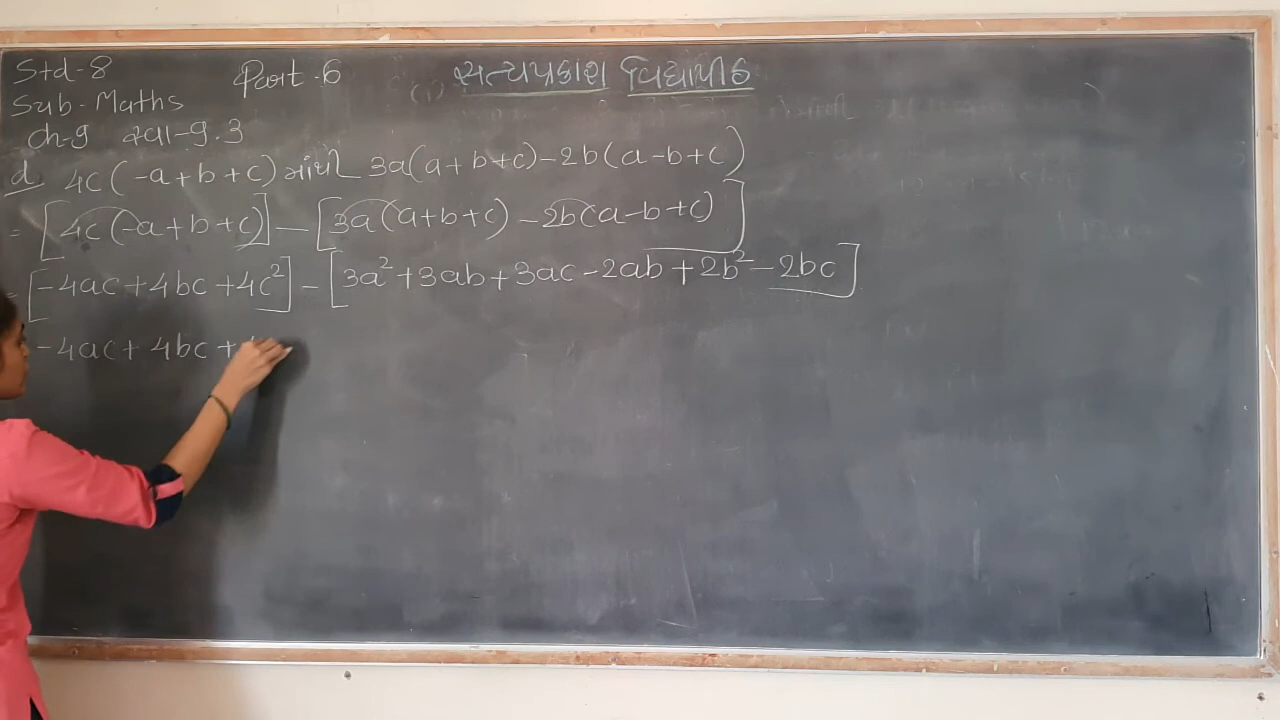 Std-8
Part-6
સત્યપ્રકાશ વિદ્યાપીઠ
Sub-Maths
Ch-9 સ્વા-9.3
d 4c(-a+b+c)માંથી 3a(a+b+c)-2b(a-b+c)
= [4c(-a+b+c)] - [3a(a+b+c) - 2b(a-b+c)]
= [-4ac+4bc+4c²] - [3a²+3ab+3ac-2ab+2b²-2bc]
-4ac+4bc+